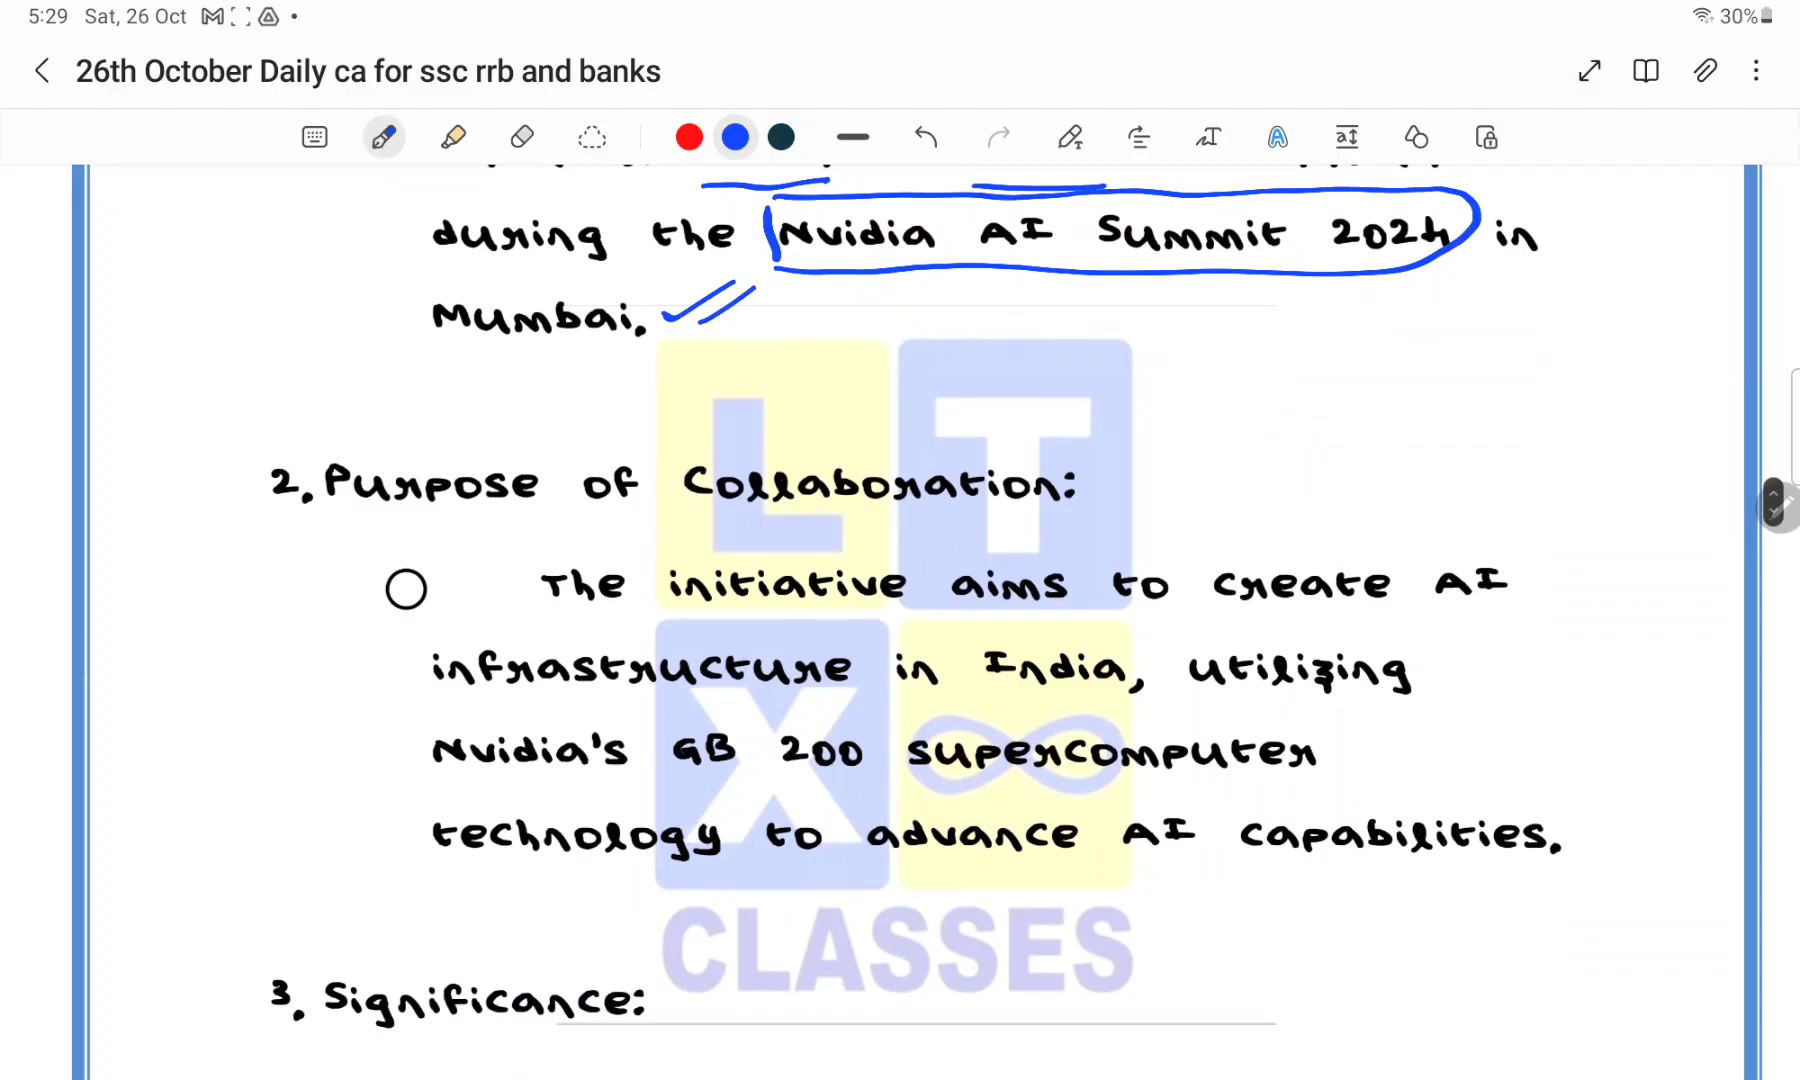 5:29 Sat, 26 Oct
30%
26th October Daily ca for ssc rrb and banks
during the Nvidia AI Summit 2024 in
Mumbai.
2. Purpose of Collaboration:
The initiative aims to create AI
infrastructure in India, utilizing
Nvidia's GB 200 supercomputer
technology to advance AI capabilities.
3. Significance:
L T
X ∞
CLASSES